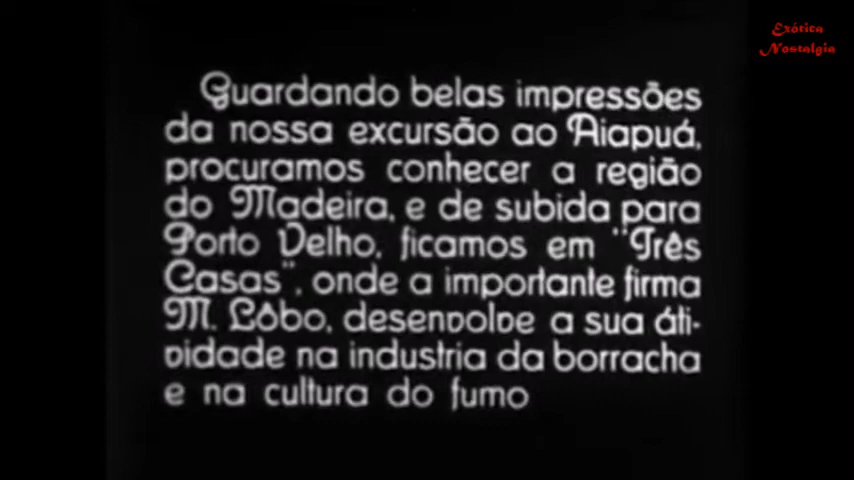 Exótica
Nostalgia
Guardando belas impressões
da nossa excursão ao Aiapuá,
procuramos conhecer a região
do Madeira, e de subida para
Porto Velho, ficamos em "Três
Casas", onde a importante firma
M. Lôbo, desenvolve a sua áti-
vidade na industria da borracha
e na cultura do fumo